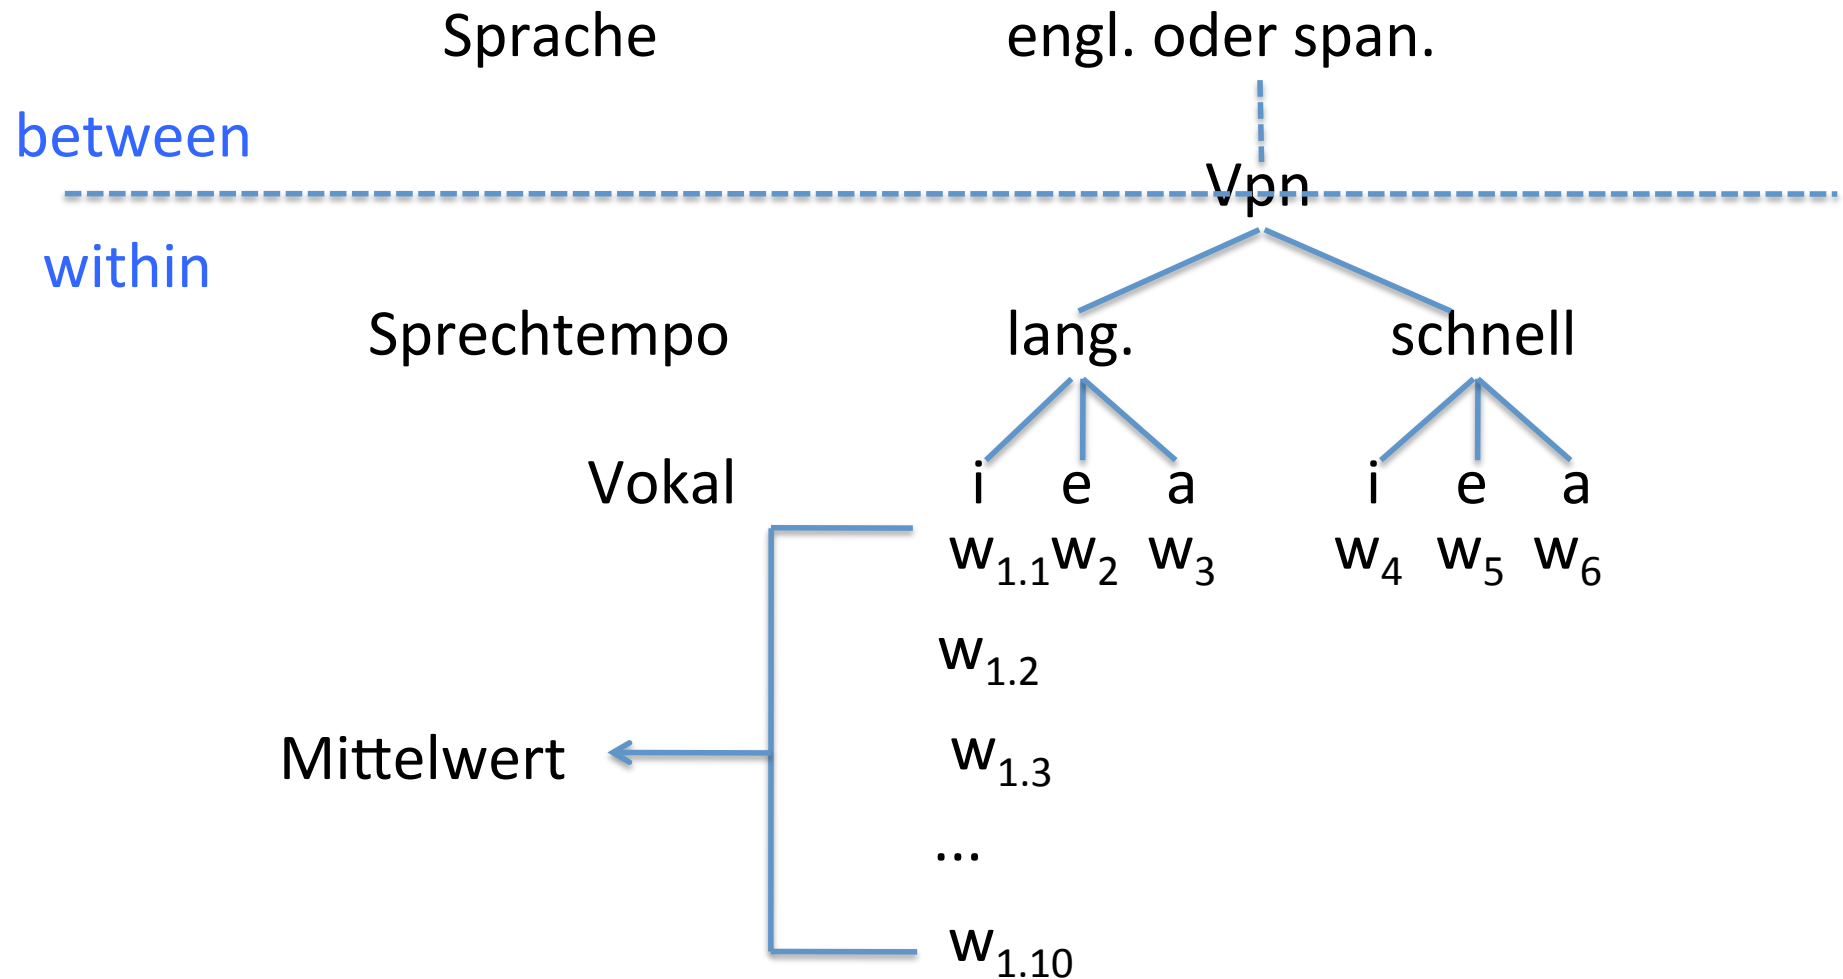 Sprache engl. oder span.
between
Vpn
within
Sprechtempo lang. schnell
Vokal i e a i e a
w1.1 w2 w3 w4 w5 w6
w1.2
Mittelwert w1.3
...
w1.10